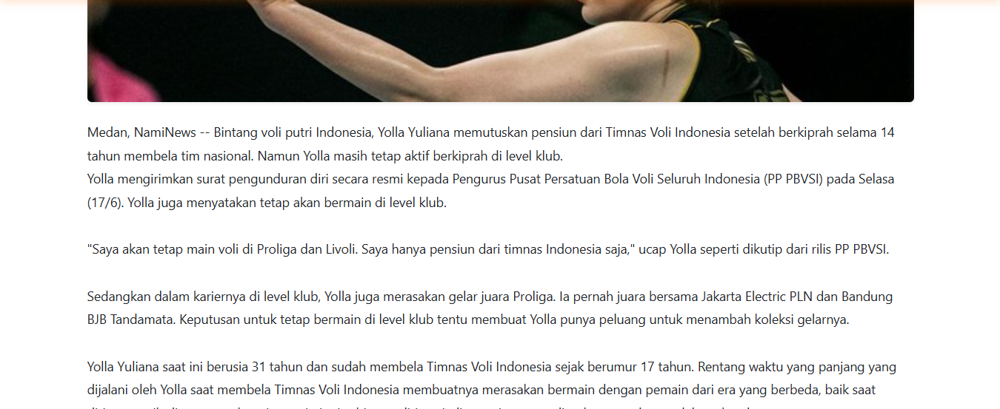 Medan, NamiNews -- Bintang voli putri Indonesia, Yolla Yuliana memutuskan pensiun dari Timnas Voli Indonesia setelah berkiprah selama 14
tahun membela tim nasional. Namun Yolla masih tetap aktif berkiprah di level klub.
Yolla mengirimkan surat pengunduran diri secara resmi kepada Pengurus Pusat Persatuan Bola Voli Seluruh Indonesia (PP PBVSI) pada Selasa
(17/6). Yolla juga menyatakan tetap akan bermain di level klub.
"Saya akan tetap main voli di Proliga dan Livoli. Saya hanya pensiun dari timnas Indonesia saja," ucap Yolla seperti dikutip dari rilis PP PBVSI.
Sedangkan dalam kariernya di level klub, Yolla juga merasakan gelar juara Proliga. Ia pernah juara bersama Jakarta Electric PLN dan Bandung
BJB Tandamata. Keputusan untuk tetap bermain di level klub tentu membuat Yolla punya peluang untuk menambah koleksi gelarnya.
Yolla Yuliana saat ini berusia 31 tahun dan sudah membela Timnas Voli Indonesia sejak berumur 17 tahun. Rentang waktu yang panjang yang
dijalani oleh Yolla saat membela Timnas Voli Indonesia membuatnya merasakan bermain dengan pemain dari era yang berbeda, baik saat